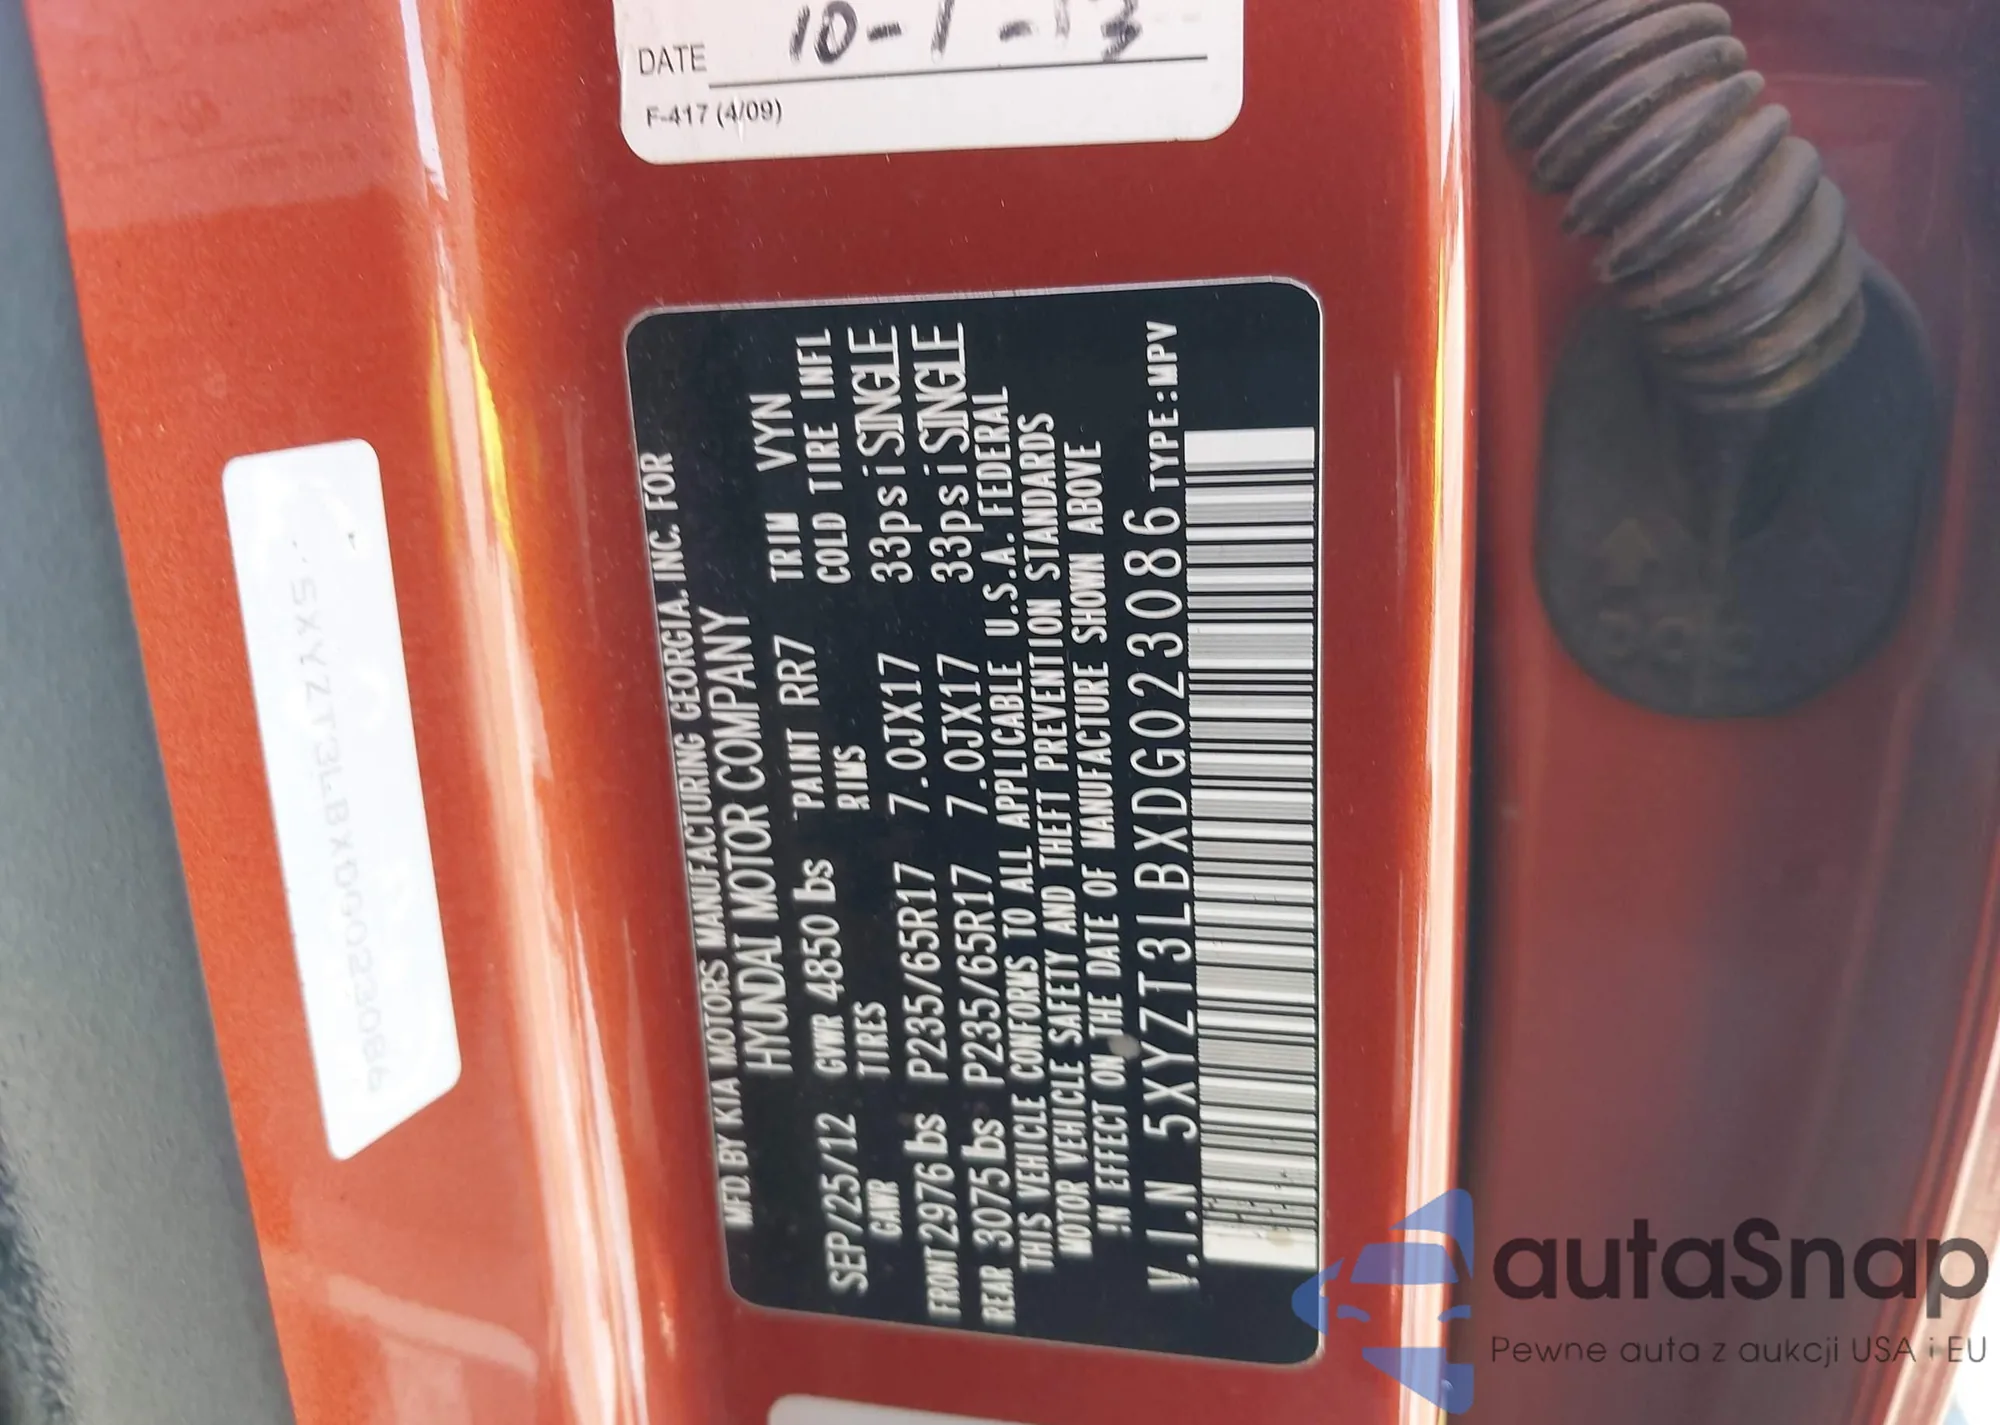 10-1-13
DATE
F-417 (4/09)
MFD. BY KIA MOTORS MANUFACTURING GEORGIA. INC. FOR
HYUNDAI MOTOR COMPANY
SEP/25/12 GVWR 4850 lbs PAINT RR7 TRIM VYN
GAWR TIRES RIMS COLD TIRE INFL
FRONT 2976 lbs P235/65R17 7.0JX17 33psi SINGLE
REAR 3075 lbs P235/65R17 7.0JX17 33psi SINGLE
THIS VEHICLE CONFORMS TO ALL APPLICABLE U.S.A. FEDERAL
MOTOR VEHICLE SAFETY AND THEFT PREVENTION STANDARDS
IN EFFECT ON THE DATE OF MANUFACTURE SHOWN ABOVE
V.I.N 5XYZT3LBXDG023086 TYPE:MPV
5XYZT3LBXDG023086
autaSnap
Pewne auta z aukcji USA i EU